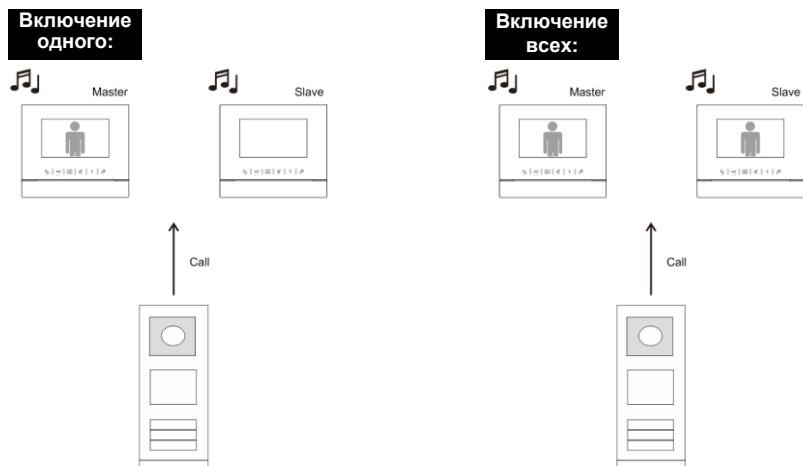 Включение
одного:
Master
Slave
Call
Включение
всех:
Master
Slave
Call